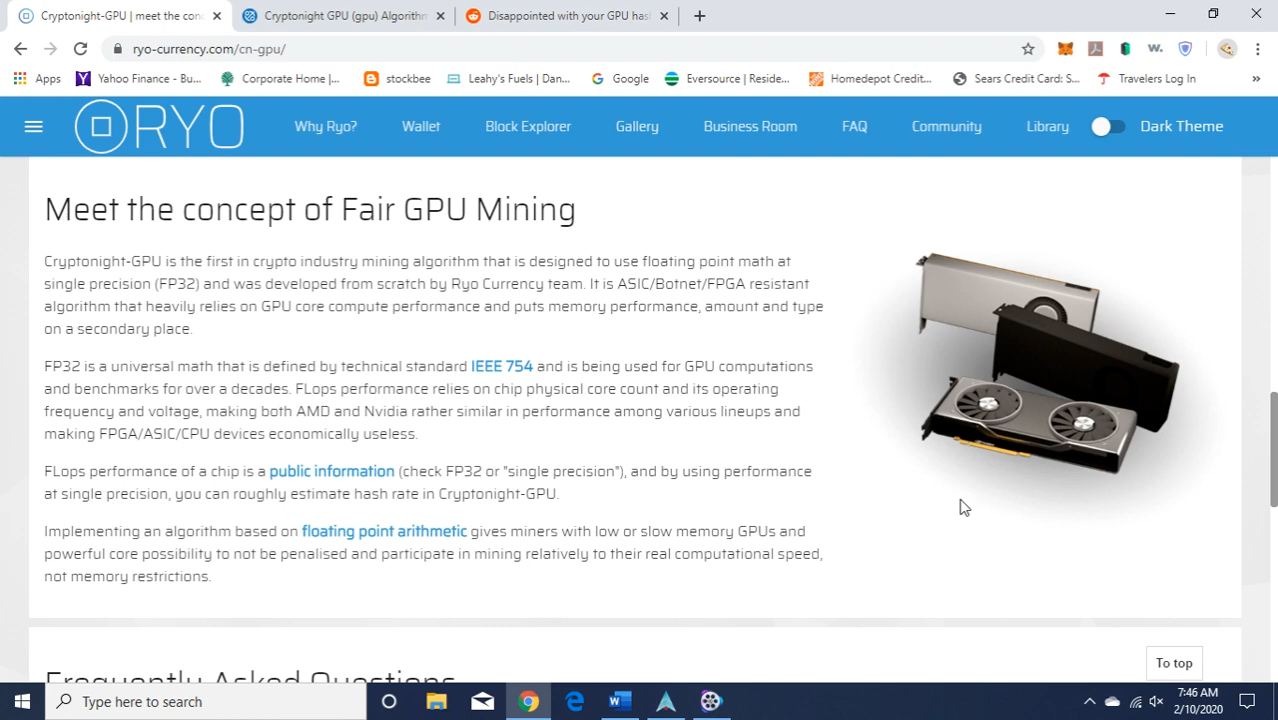 Cryptonight-GPU | meet the conc
Cryptonight GPU (gpu) Algorithm
Disappointed with your GPU hash
ryo-currency.com/cn-gpu/
w.
Apps
Yahoo Finance - Bu...
Corporate Home |...
stockbee
Leahy's Fuels | Dan...
Google
Eversource | Reside...
Homedepot Credit...
Sears Credit Card: S...
Travelers Log In
»
RYO
Why Ryo?
Wallet
Block Explorer
Gallery
Business Room
FAQ
Community
Library
Dark Theme
Meet the concept of Fair GPU Mining
Cryptonight-GPU is the first in crypto industry mining algorithm that is designed to use floating point math at
single precision (FP32) and was developed from scratch by Ryo Currency team. It is ASIC/Botnet/FPGA resistant
algorithm that heavily relies on GPU core compute performance and puts memory performance, amount and type
on a secondary place.
FP32 is a universal math that is defined by technical standard IEEE 754 and is being used for GPU computations
and benchmarks for over a decades. FLops performance relies on chip physical core count and its operating
frequency and voltage, making both AMD and Nvidia rather similar in performance among various lineups and
making FPGA/ASIC/CPU devices economically useless.
FLops performance of a chip is a public information (check FP32 or "single precision"), and by using performance
at single precision, you can roughly estimate hash rate in Cryptonight-GPU.
Implementing an algorithm based on floating point arithmetic gives miners with low or slow memory GPUs and
powerful core possibility to not be penalised and participate in mining relatively to their real computational speed,
not memory restrictions.
Frequently Asked Questions
To top
Type here to search
7:46 AM
2/10/2020